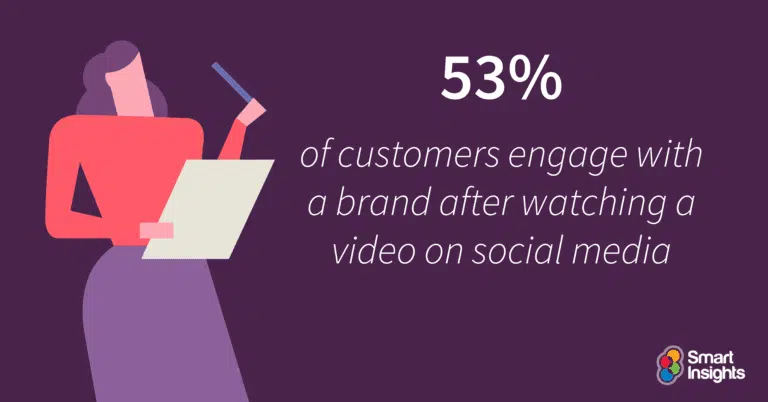 53%
of customers engage with
a brand after watching a
video on social media
Smart
Insights